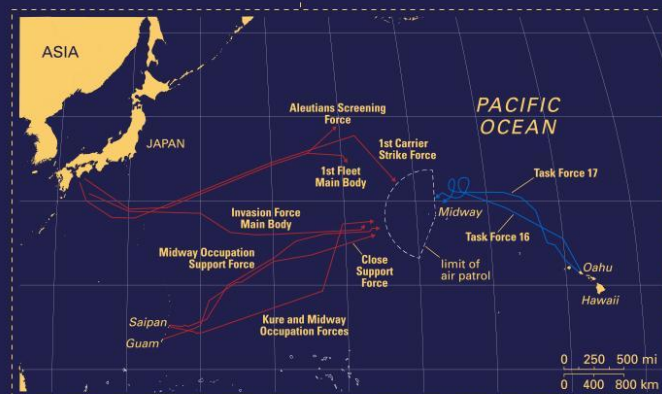 ASIA
JAPAN
PACIFIC
OCEAN
Aleutians Screening
Force
1st Carrier
Strike Force
1st Fleet
Main Body
Task Force 17
Midway
Invasion Force
Main Body
Task Force 16
Midway Occupation
Support Force
Close
Support
Force
limit of
air patrol
Oahu
Hawaii
Saipan
Guam
Kure and Midway
Occupation Forces
0 250 500 mi
0 400 800 km